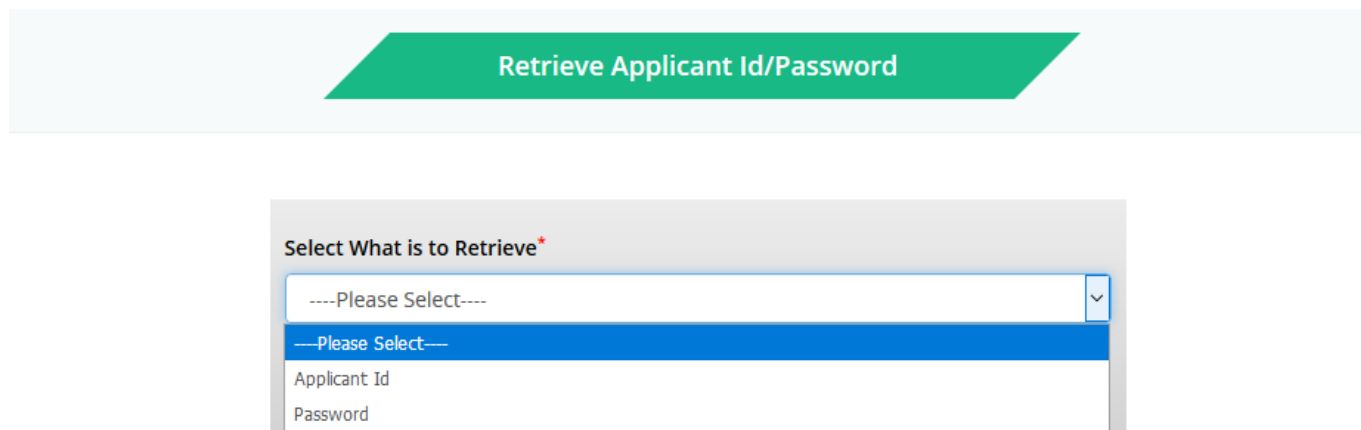 Retrieve Applicant Id/Password
Select What is to Retrieve*
----Please Select----
----Please Select----
Applicant Id
Password